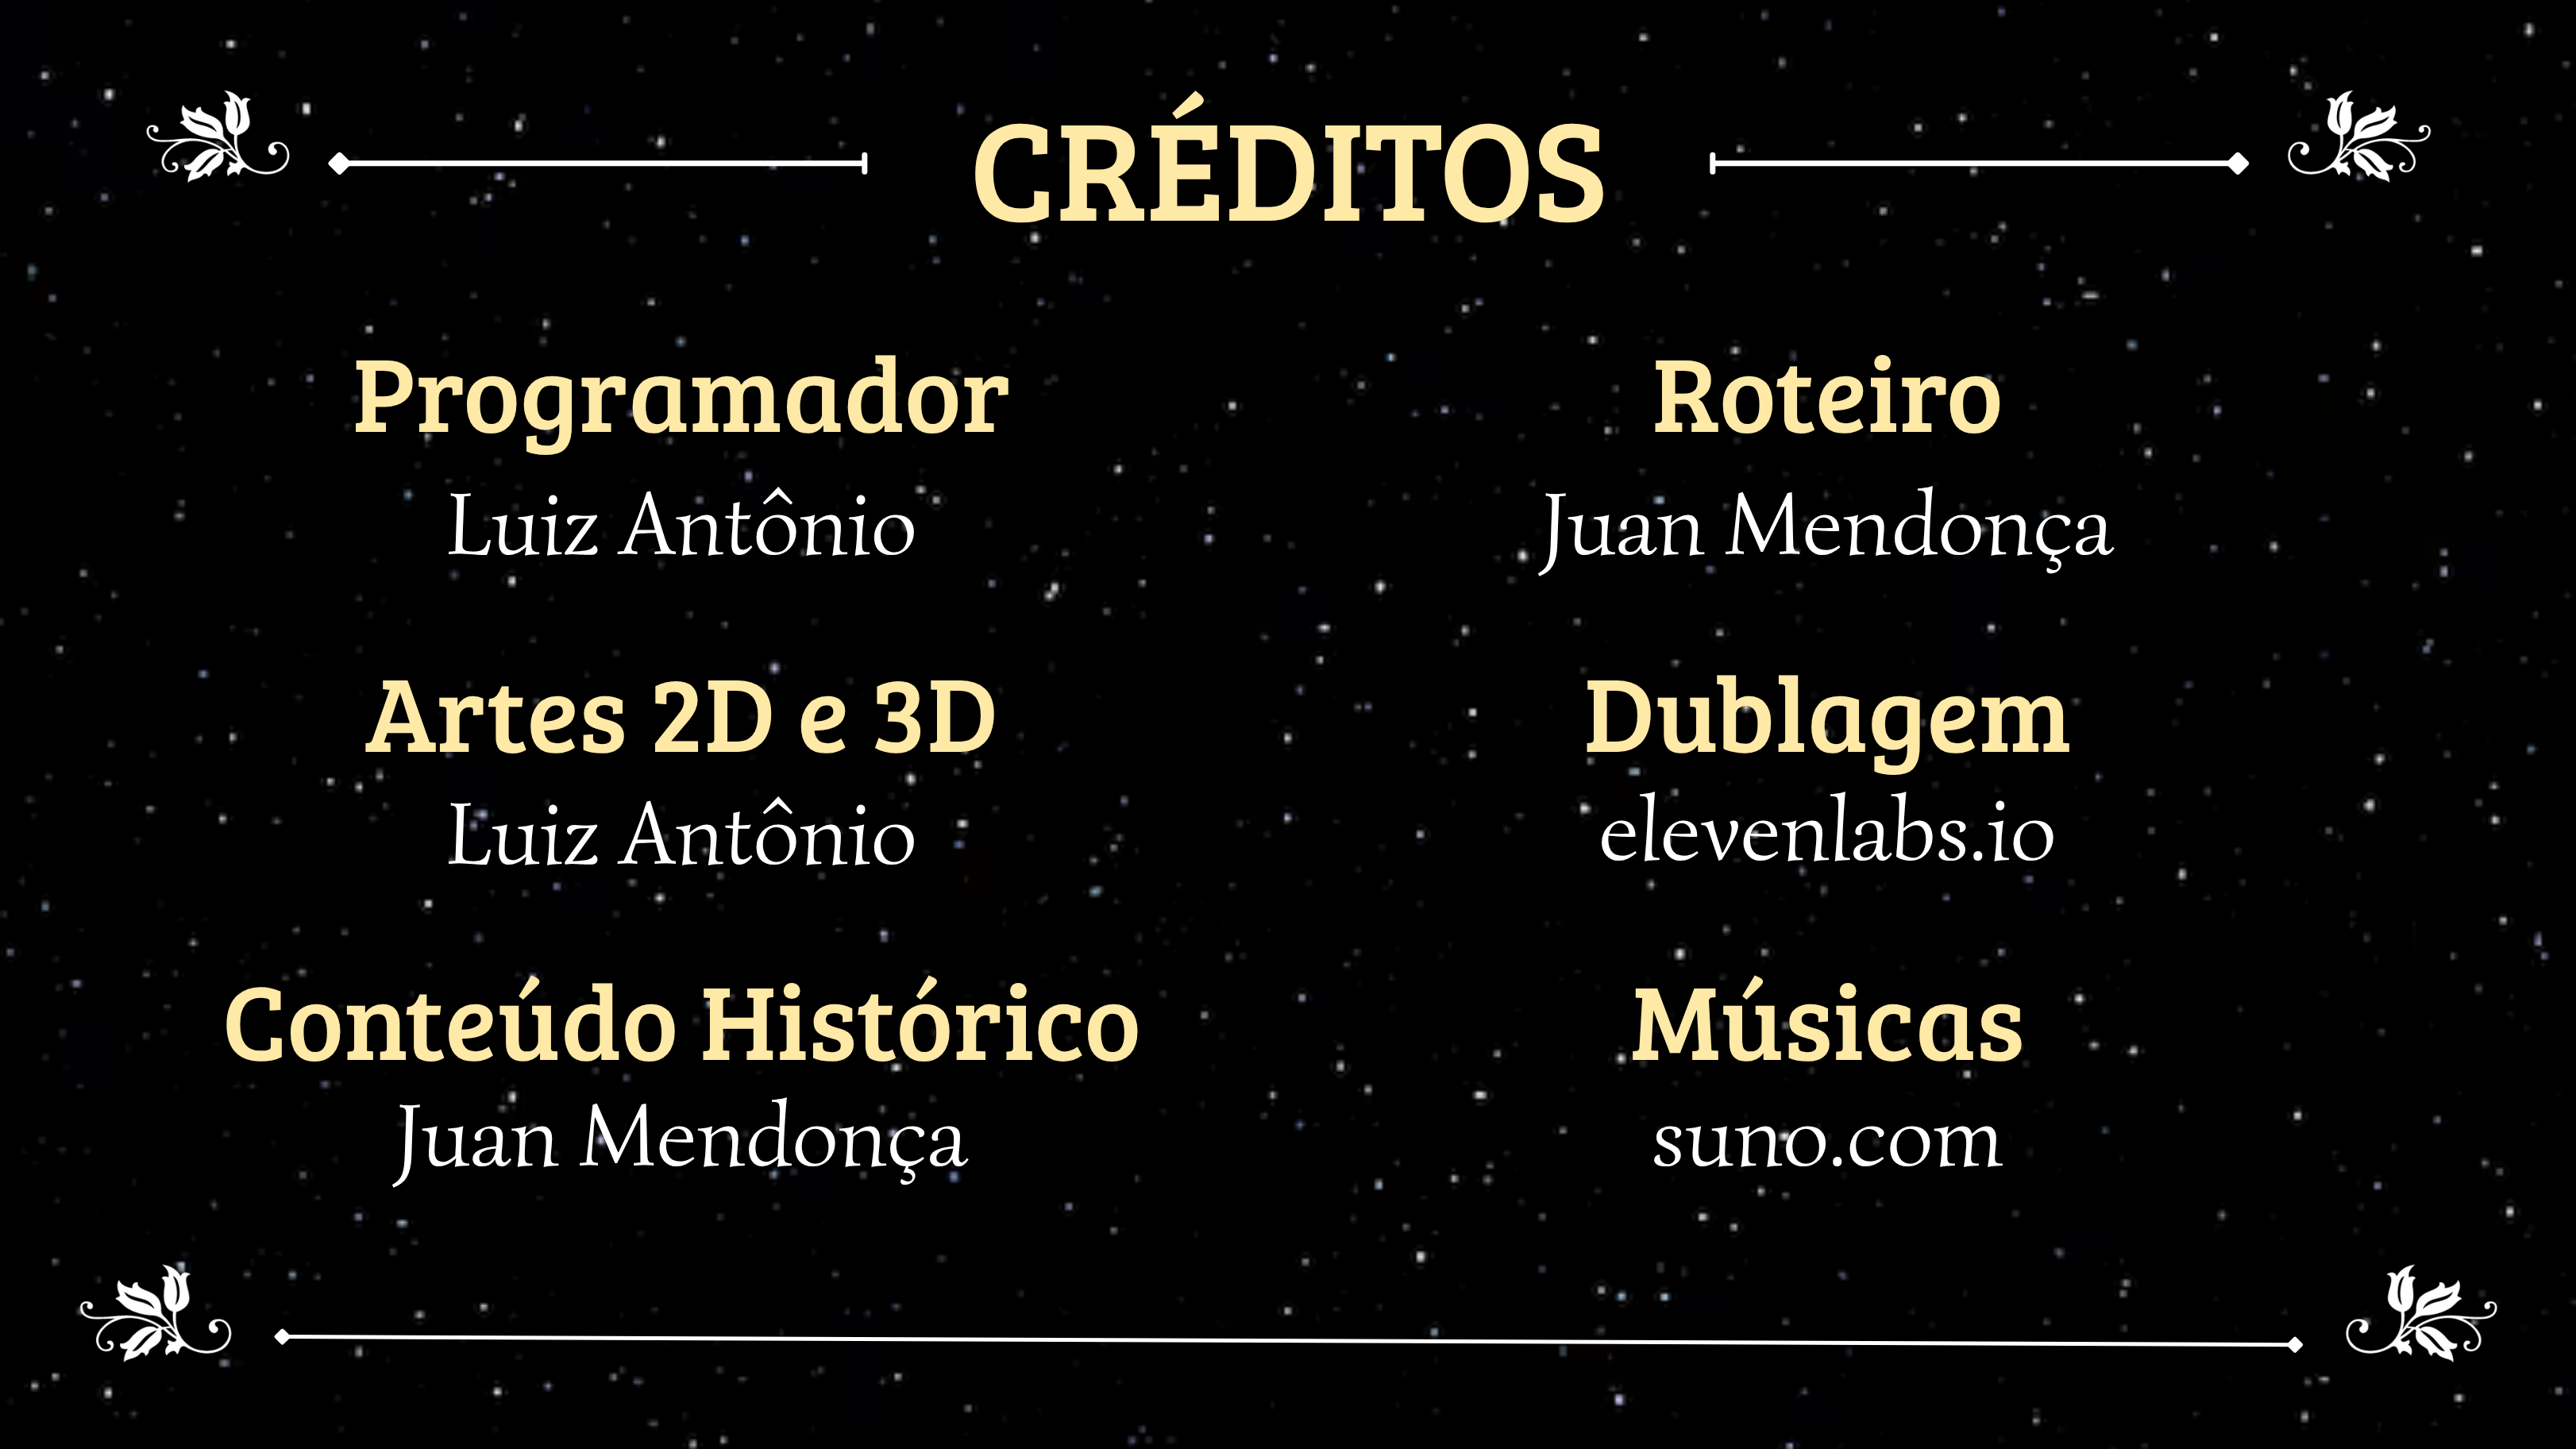 CRÉDITOS
Programador
Luiz Antônio
Artes 2D e 3D
Luiz Antônio
Conteúdo Histórico
Juan Mendonça
Roteiro
Juan Mendonça
Dublagem
elevenlabs.io
Músicas
suno.com